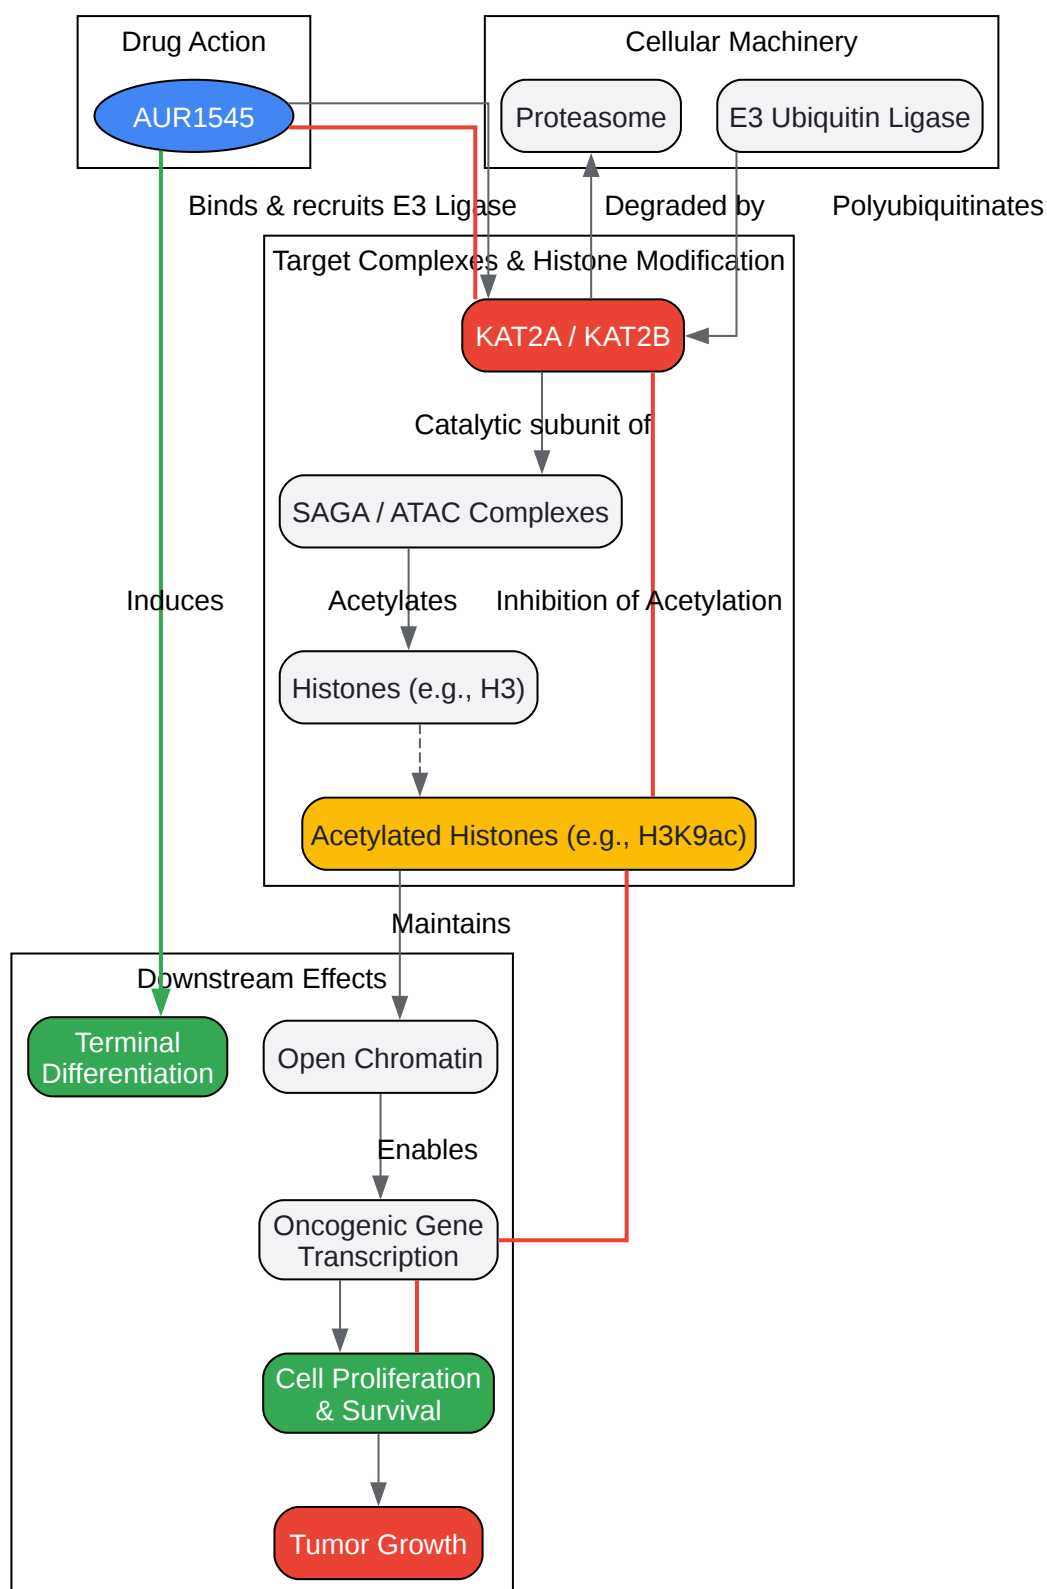 Drug Action
Cellular Machinery
AUR1545
Proteasome
E3 Ubiquitin Ligase
Binds & recruits E3 Ligase
Degraded by
Polyubiquitinates
Target Complexes & Histone Modification
KAT2A / KAT2B
Catalytic subunit of
SAGA / ATAC Complexes
Induces
Acetylates
Inhibition of Acetylation
Histones (e.g., H3)
Acetylated Histones (e.g., H3K9ac)
Maintains
Downstream Effects
Terminal
Differentiation
Open Chromatin
Enables
Oncogenic Gene
Transcription
Cell Proliferation
& Survival
Tumor Growth